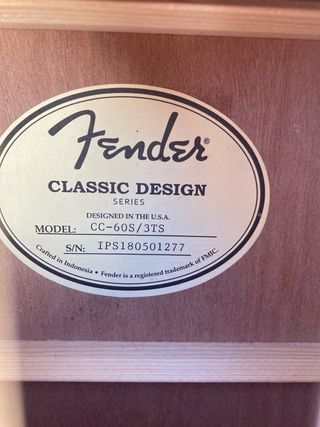 Fender®
CLASSIC DESIGN
SERIES
DESIGNED IN THE U.S.A.
MODEL: CC-60S/3TS
S/N: IPS180501277
Crafted in Indonesia • Fender is a registered trademark of FMIC.